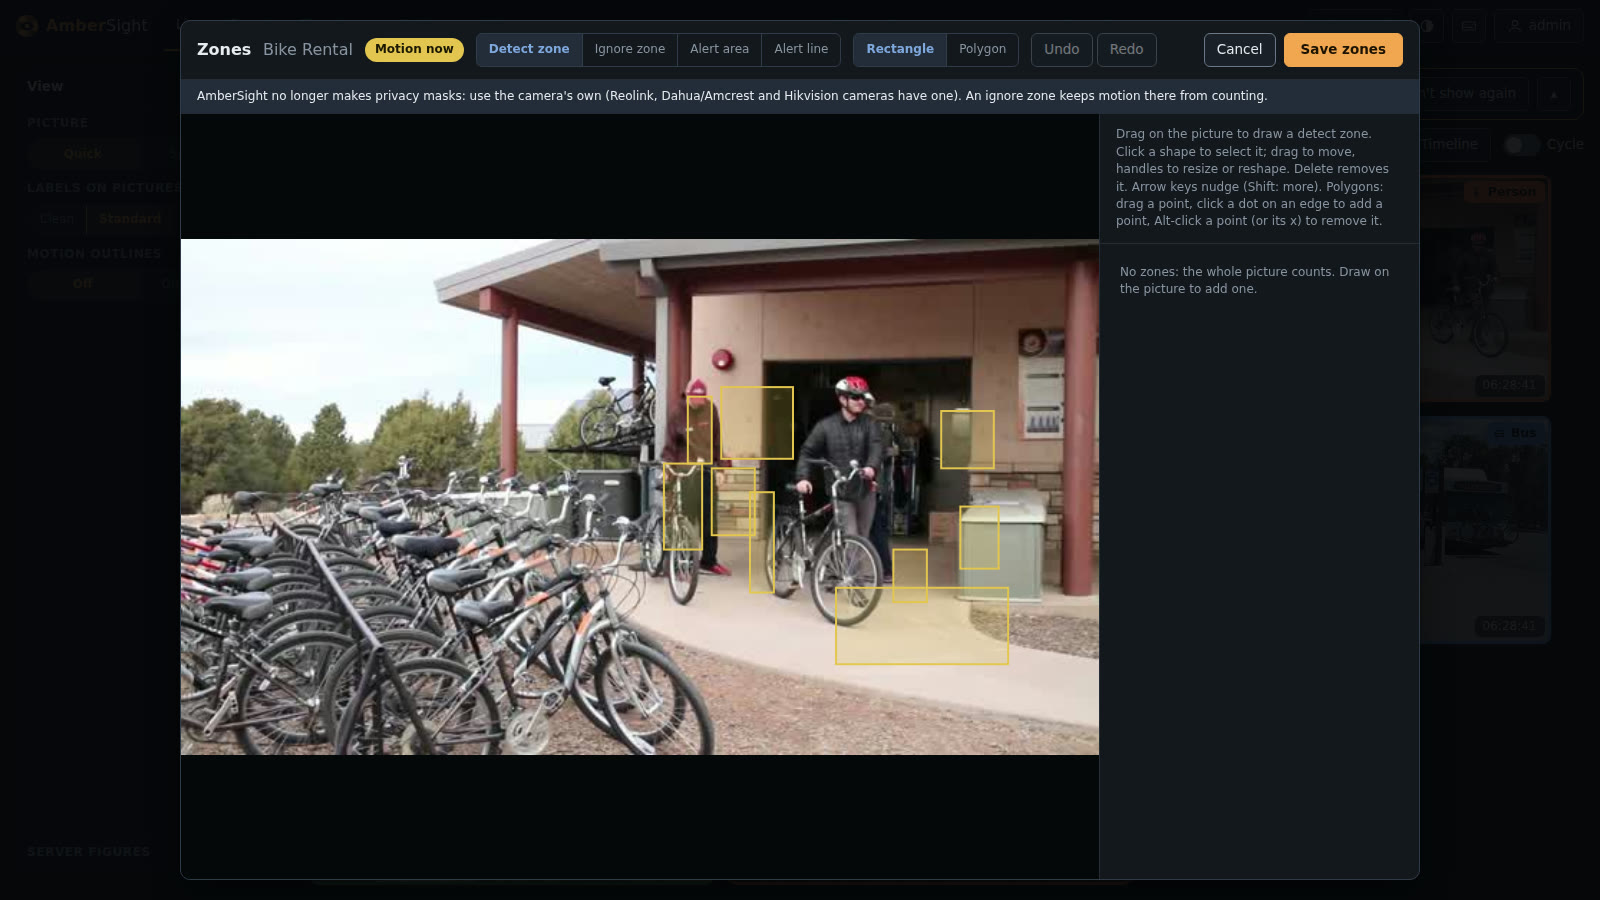 AmberSight
admin
Zones Bike Rental Motion now Detect zone Ignore zone Alert area Alert line Rectangle Polygon Undo Redo Cancel Save zones
AmberSight no longer makes privacy masks: use the camera's own (Reolink, Dahua/Amcrest and Hikvision cameras have one). An ignore zone keeps motion there from counting.
View
PICTURE
Quick
LABELS ON PICTURES
Clean Standard
MOTION OUTLINES
Off
SERVER FIGURES
Drag on the picture to draw a detect zone.
Click a shape to select it; drag to move,
handles to resize or reshape. Delete removes
it. Arrow keys nudge (Shift: more). Polygons:
drag a point, click a dot on an edge to add a
point, Alt-click a point (or its x) to remove it.
No zones: the whole picture counts. Draw on
the picture to add one.
't show again
Timeline Cycle
Person
06:28:41
Bus
06:28:41